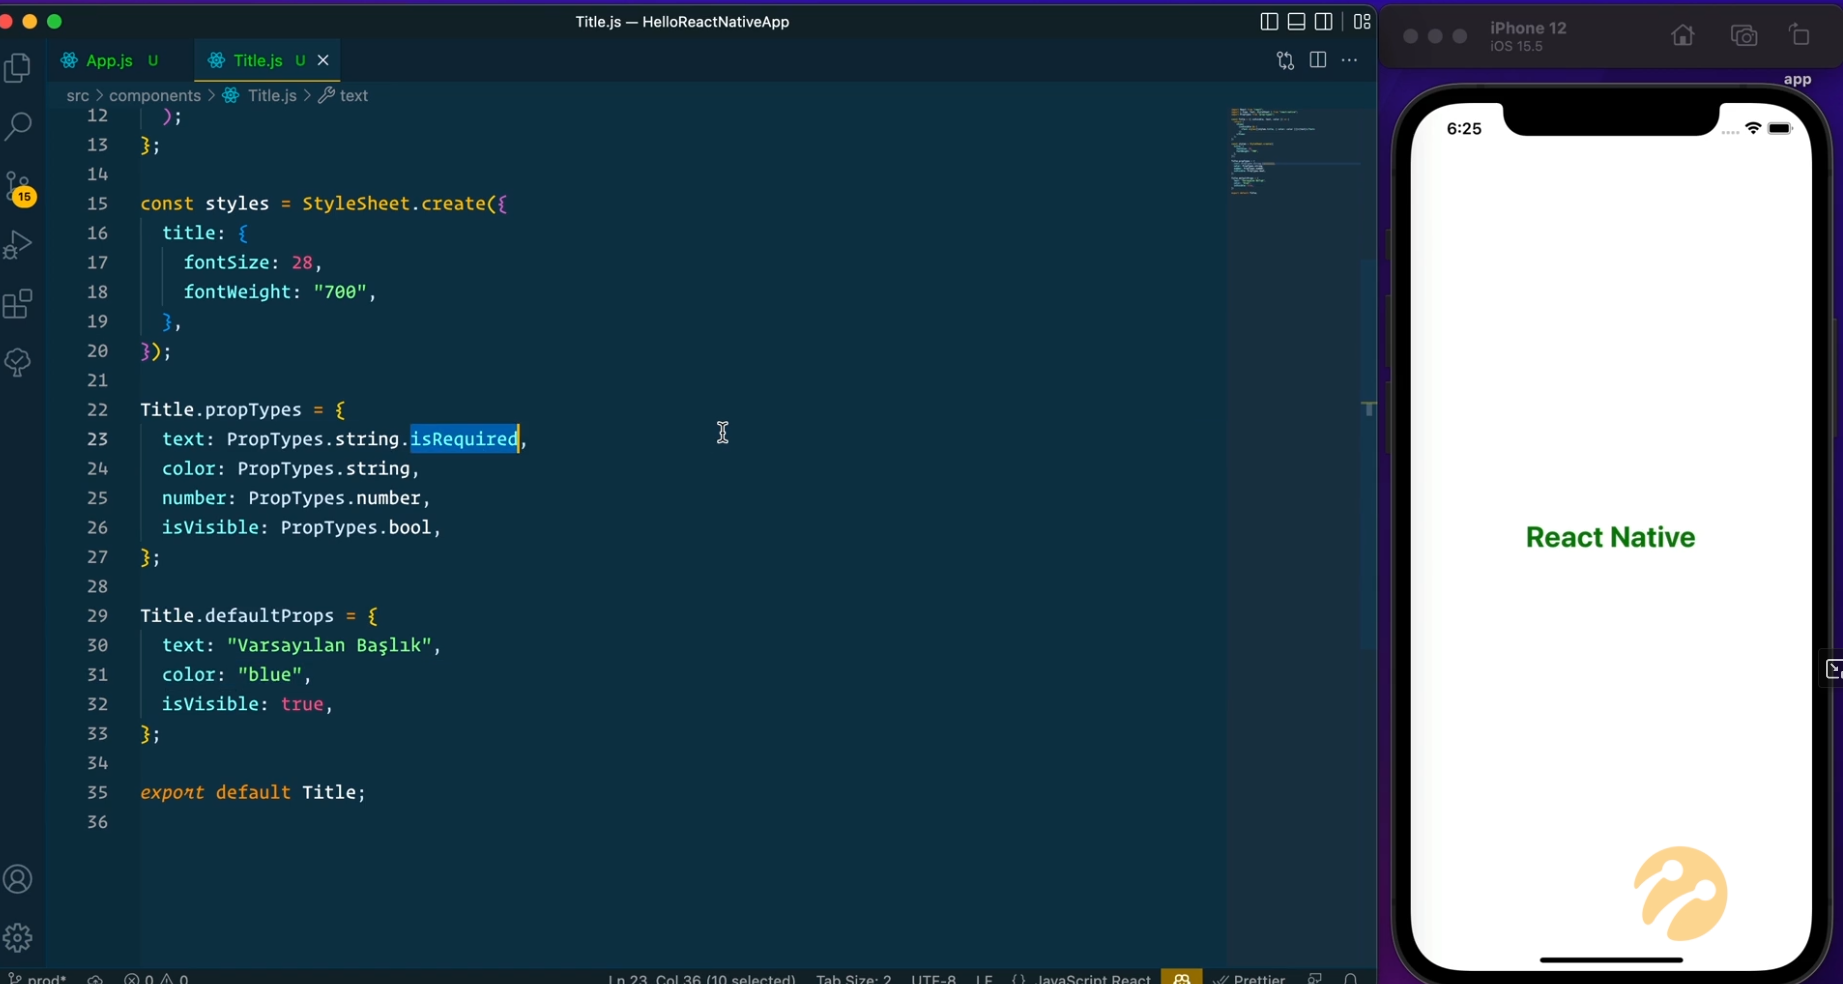 Title.js — HelloReactNativeApp
App.js U
Title.js U
src > components > Title.js > text
12 );
13 };
14
15 const styles = StyleSheet.create({
16 title: {
17 fontSize: 28,
18 fontWeight: "700",
19 },
20 });
21
22 Title.propTypes = {
23 text: PropTypes.string.isRequired,
24 color: PropTypes.string,
25 number: PropTypes.number,
26 isVisible: PropTypes.bool,
27 };
28
29 Title.defaultProps = {
30 text: "Varsayılan Başlık",
31 color: "blue",
32 isVisible: true,
33 };
34
35 export default Title;
36
15
prod* 0 0 Ln 23, Col 36 (10 selected) Tab Size: 2 UTF-8 LF {} JavaScript React Prettier
iPhone 12
iOS 15.5
app
6:25
React Native